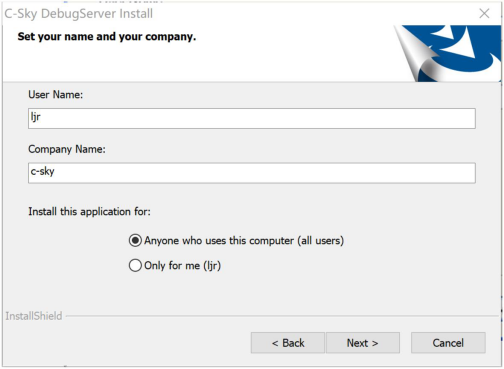 C-Sky DebugServer Install
Set your name and your company.
User Name:
ljr
Company Name:
c-sky
Install this application for:
Anyone who uses this computer (all users)
Only for me (ljr)
InstallShield
< Back
Next >
Cancel